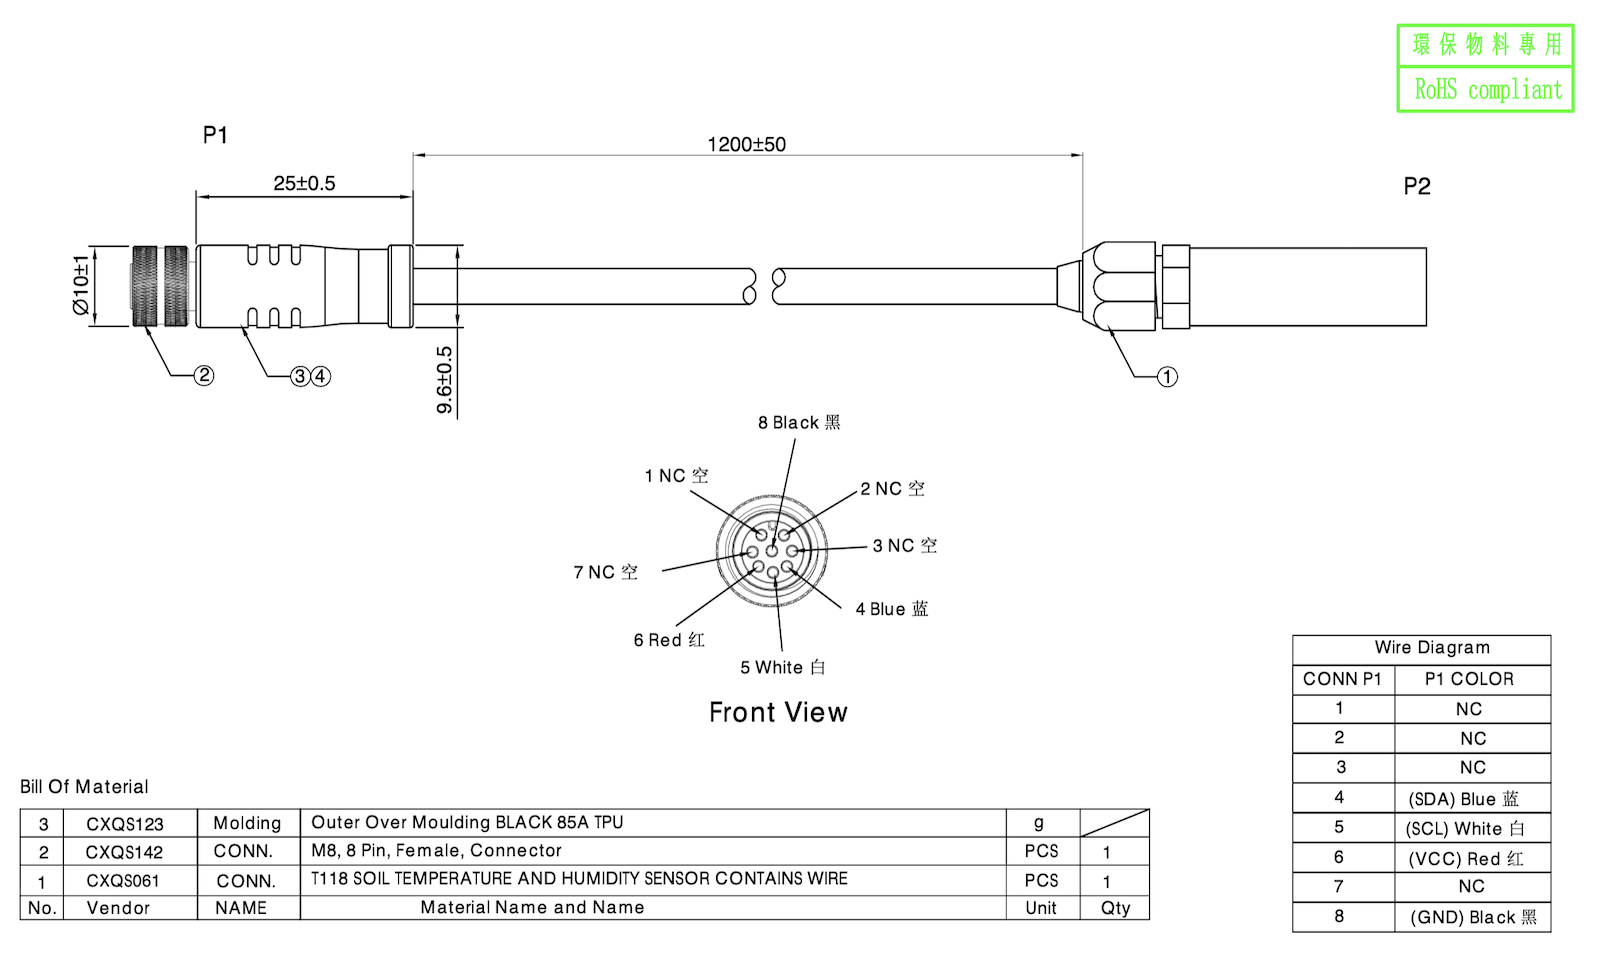 環保物料專用
RoHS compliant
P1
1200±50
25±0.5
P2
Ø10±1
9.6±0.5
2
3 4
1
8 Black 黑
1 NC 空
2 NC 空
3 NC 空
7 NC 空
4 Blue 蓝
6 Red 红
5 White 白
Front View
Wire Diagram
CONN P1 P1 COLOR
1 NC
2 NC
3 NC
4 (SDA) Blue 蓝
5 (SCL) White 白
6 (VCC) Red 红
7 NC
8 (GND) Black 黑
Bill Of Material
3 CXQS123 Molding Outer Over Moulding BLACK 85A TPU g
2 CXQS142 CONN. M8, 8 Pin, Female, Connector PCS 1
1 CXQS061 CONN. T118 SOIL TEMPERATURE AND HUMIDITY SENSOR CONTAINS WIRE PCS 1
No. Vendor NAME Material Name and Name Unit Qty